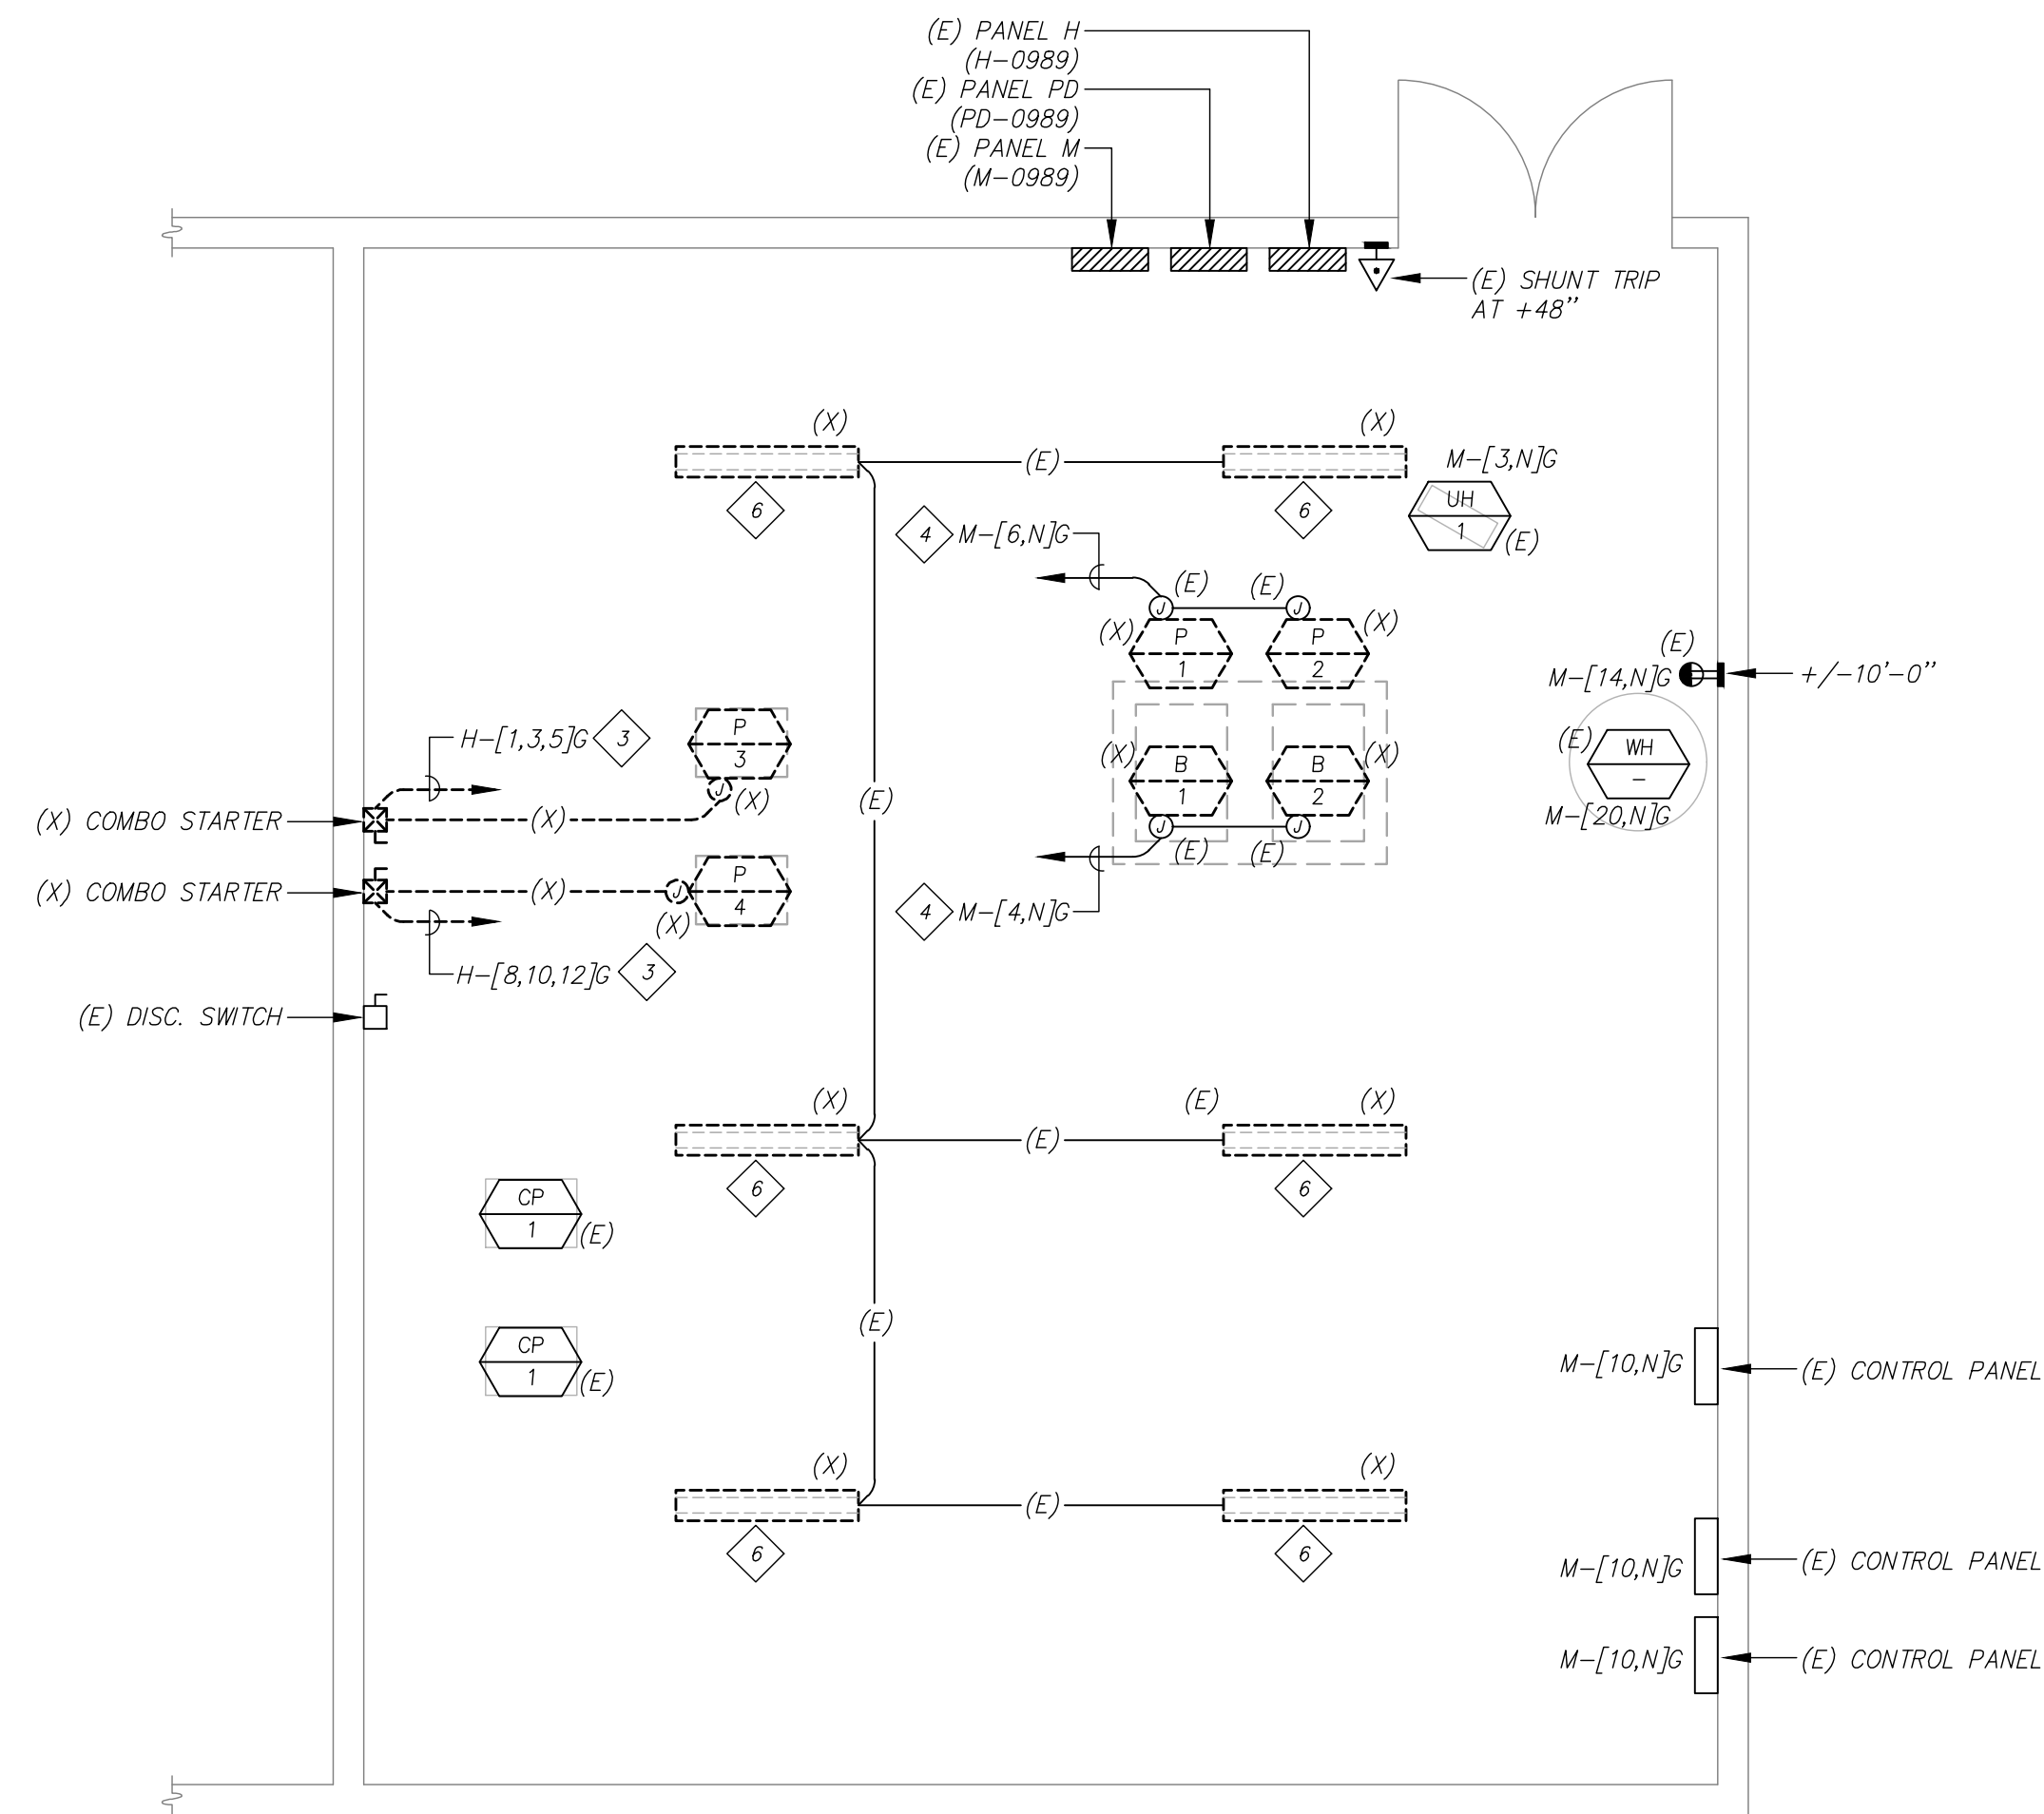 (E) PANEL H
(H-0989)
(E) PANEL PD
(PD-0989)
(E) PANEL M
(M-0989)
(E) SHUNT TRIP
AT +48"
(X)
(X)
(E)
M-[3,N]G
UH
1
(E)
6
6
4
M-[6,N]G
(E)
(E)
J
J
(X)
P
1
P
2
(X)
(E)
M-[14,N]G
+/-10'-0"
H-[1,3,5]G
3
P
3
J
(X)
(X)
B
1
B
2
(X)
(E)
WH
-
M-[20,N]G
(X) COMBO STARTER
(X)
(E)
J
J
(E)
(E)
(X) COMBO STARTER
(X)
J
(X)
P
4
4
M-[4,N]G
H-[8,10,12]G
3
(E) DISC. SWITCH
(X)
(E)
(X)
(E)
6
6
CP
1
(E)
(E)
CP
1
(E)
M-[10,N]G
(E) CONTROL PANEL
(X)
(X)
(E)
6
6
M-[10,N]G
(E) CONTROL PANEL
M-[10,N]G
(E) CONTROL PANEL